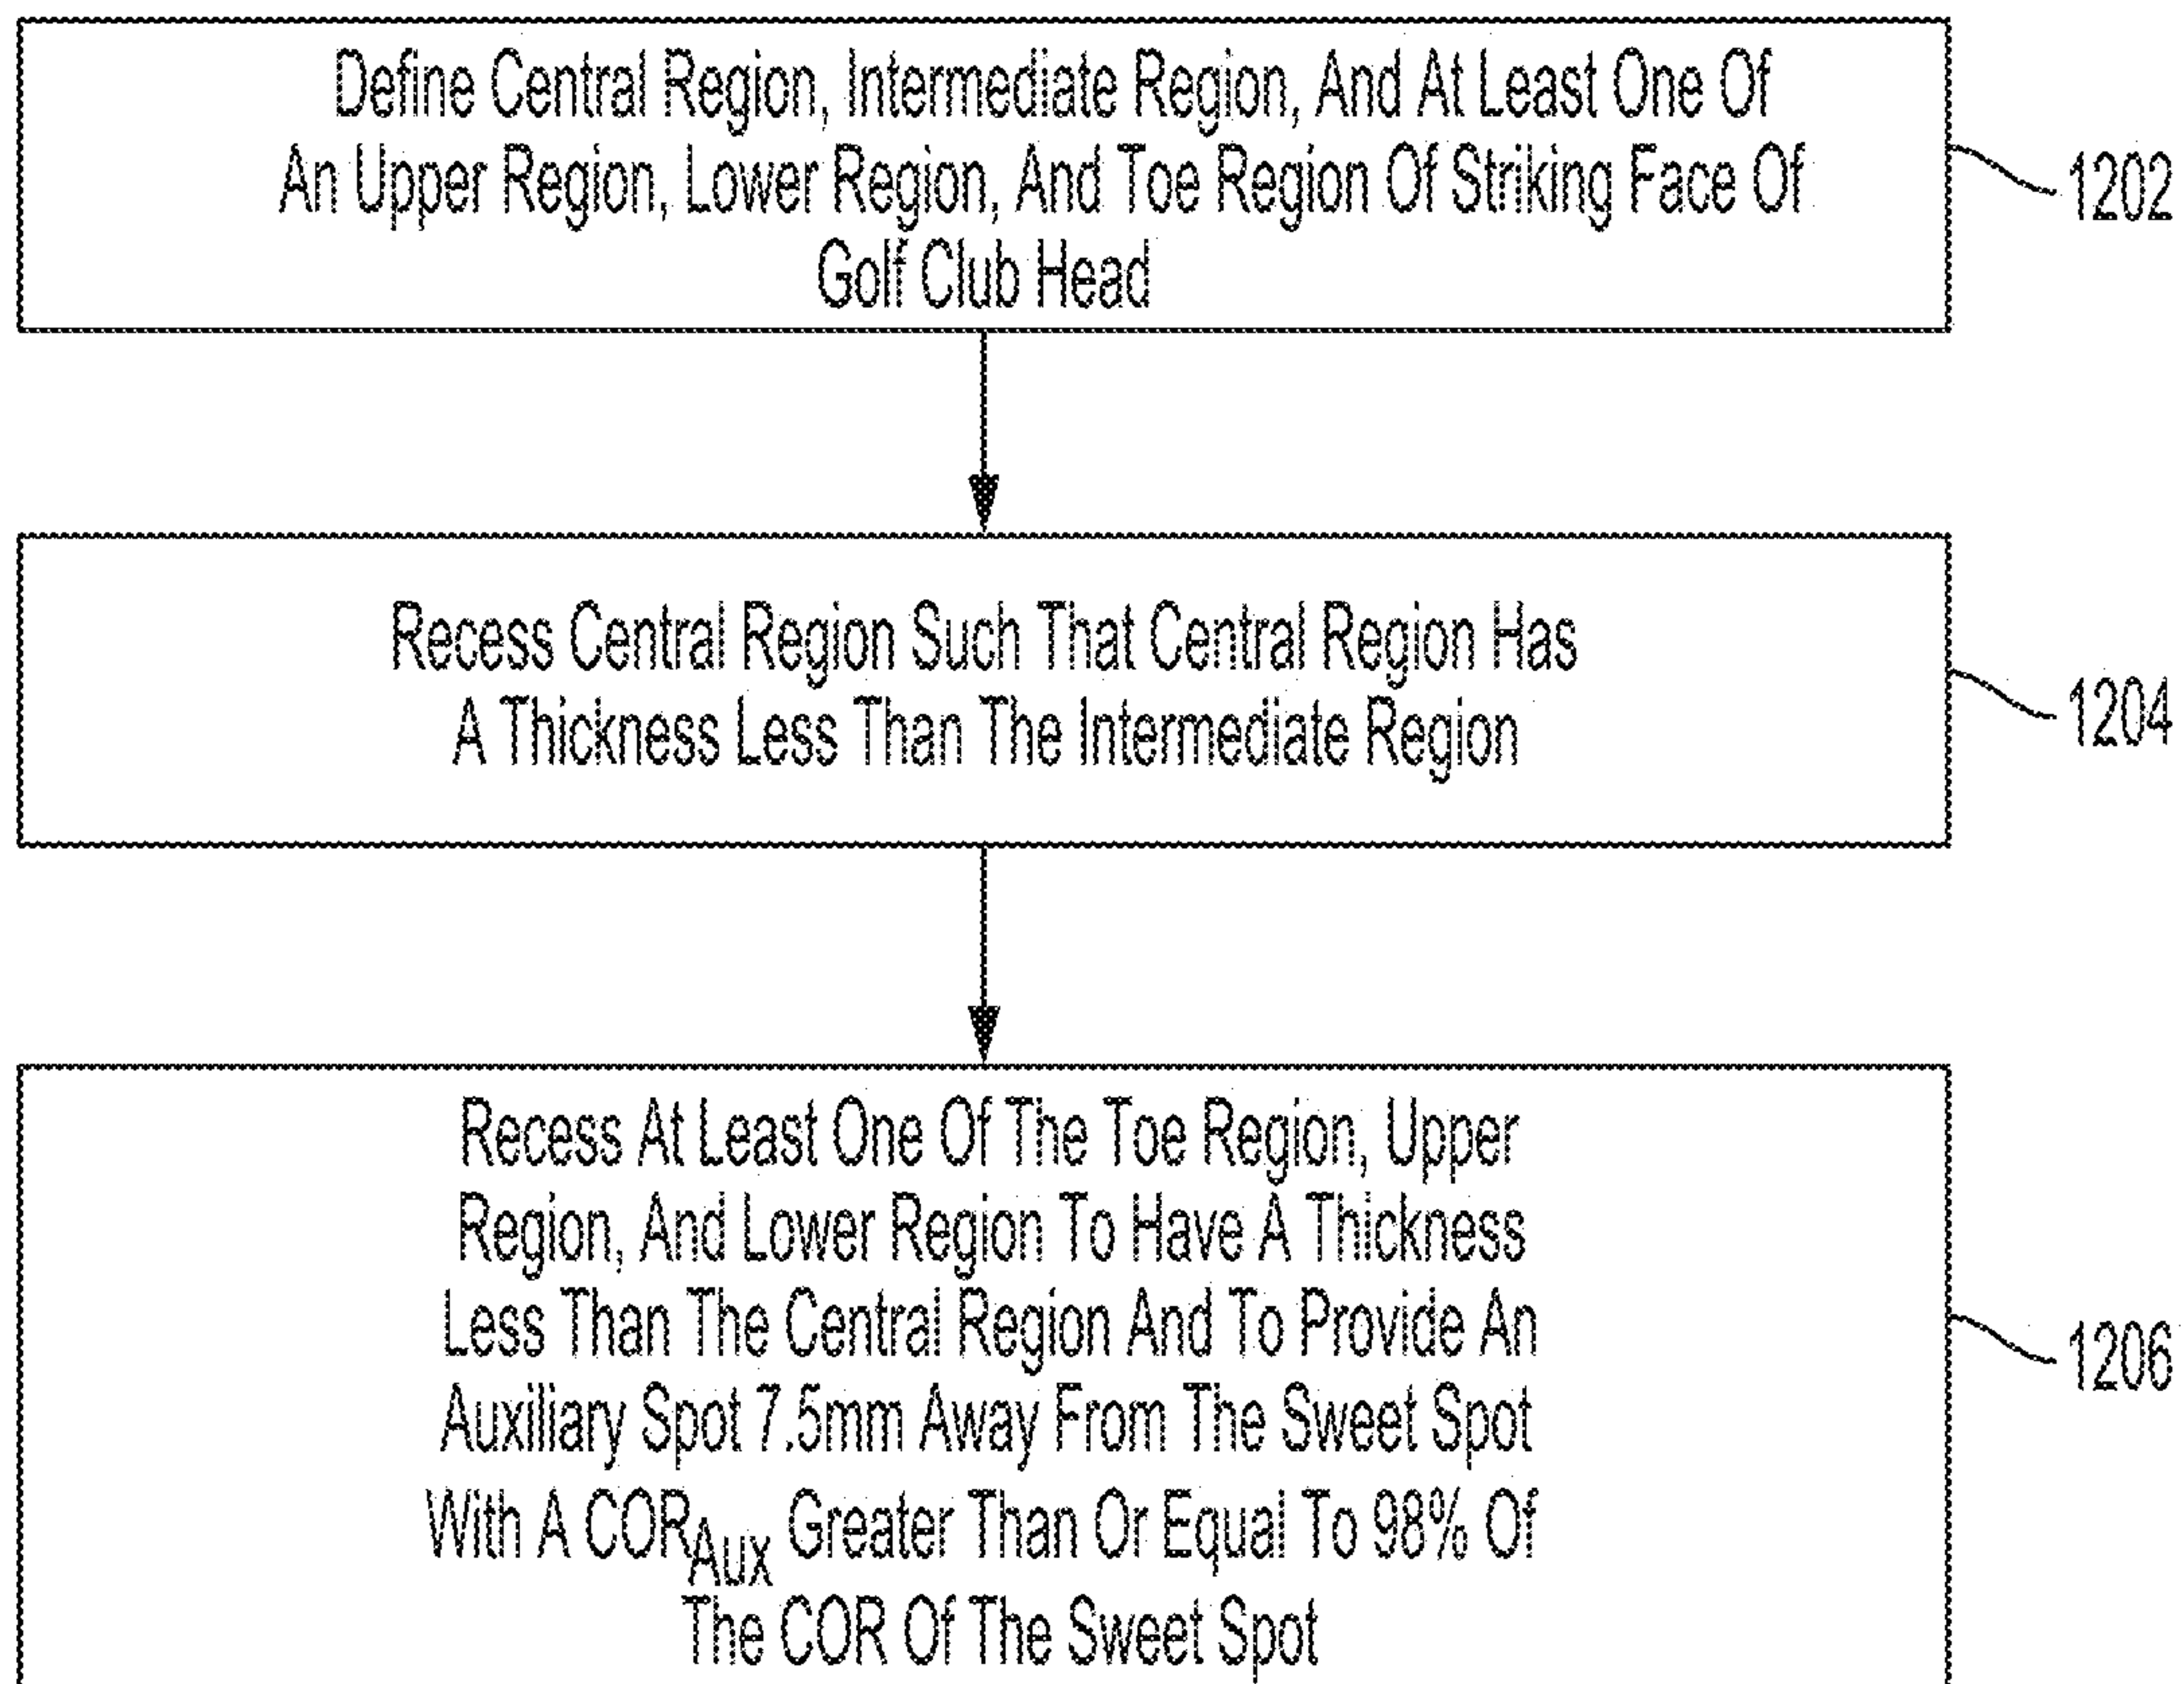 Define Central Region, Intermediate Region, And At Least One Of
An Upper Region, Lower Region, And Toe Region Of Striking Face Of
Golf Club Head
1202
Recess Central Region Such That Central Region Has
A Thickness Less Than The Intermediate Region
1204
Recess At Least One Of The Toe Region, Upper
Region, And Lower Region To Have A Thickness
Less Than The Central Region And To Provide An
Auxiliary Spot 7.5mm Away From The Sweet Spot
With A CORAux Greater Than Or Equal To 98% Of
The COR Of The Sweet Spot
1206